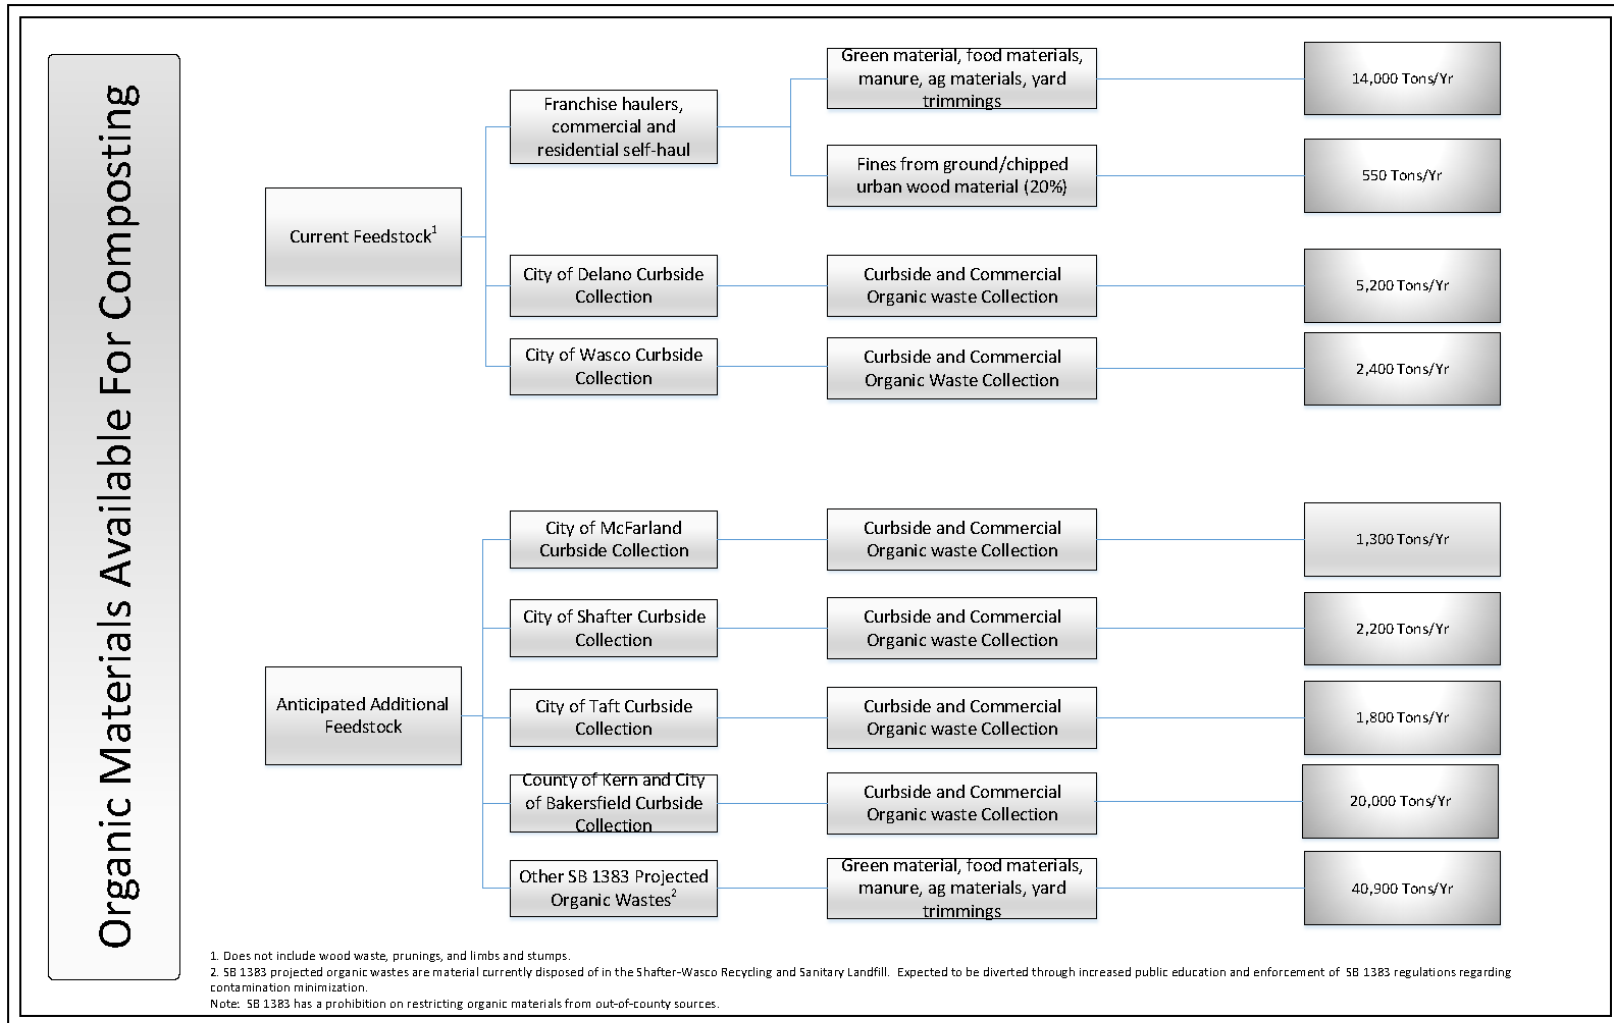 Organic Materials Available For Composting
Current Feedstock1
Franchise haulers,
commercial and
residential self-haul
Green material, food materials,
manure, ag materials, yard
trimmings
14,000 Tons/Yr
Fines from ground/chipped
urban wood material (20%)
550 Tons/Yr
City of Delano Curbside
Collection
Curbside and Commercial
Organic waste Collection
5,200 Tons/Yr
City of Wasco Curbside
Collection
Curbside and Commercial
Organic Waste Collection
2,400 Tons/Yr
Anticipated Additional
Feedstock
City of McFarland
Curbside Collection
Curbside and Commercial
Organic waste Collection
1,300 Tons/Yr
City of Shafter Curbside
Collection
Curbside and Commercial
Organic waste Collection
2,200 Tons/Yr
City of Taft Curbside
Collection
Curbside and Commercial
Organic waste Collection
1,800 Tons/Yr
County of Kern and City
of Bakersfield Curbside
Collection
Curbside and Commercial
Organic waste Collection
20,000 Tons/Yr
Other SB 1383 Projected
Organic Wastes2
Green material, food materials,
manure, ag materials, yard
trimmings
40,900 Tons/Yr
1. Does not include wood waste, prunings, and limbs and stumps.
2. SB 1383 projected organic wastes are material currently disposed of in the Shafter-Wasco Recycling and Sanitary Landfill. Expected to be diverted through increased public education and enforcement of SB 1383 regulations regarding
contamination minimization.
Note: SB 1383 has a prohibition on restricting organic materials from out-of-county sources.